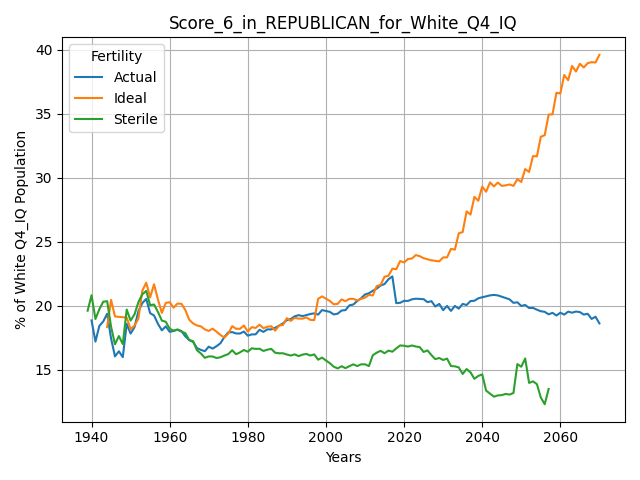 Score_6_in_REPUBLICAN_for_White_Q4_IQ
Fertility
Actual
Ideal
Sterile
% of White Q4_IQ Population
40
35
30
25
20
15
1940
1960
1980
2000
2020
2040
2060
Years